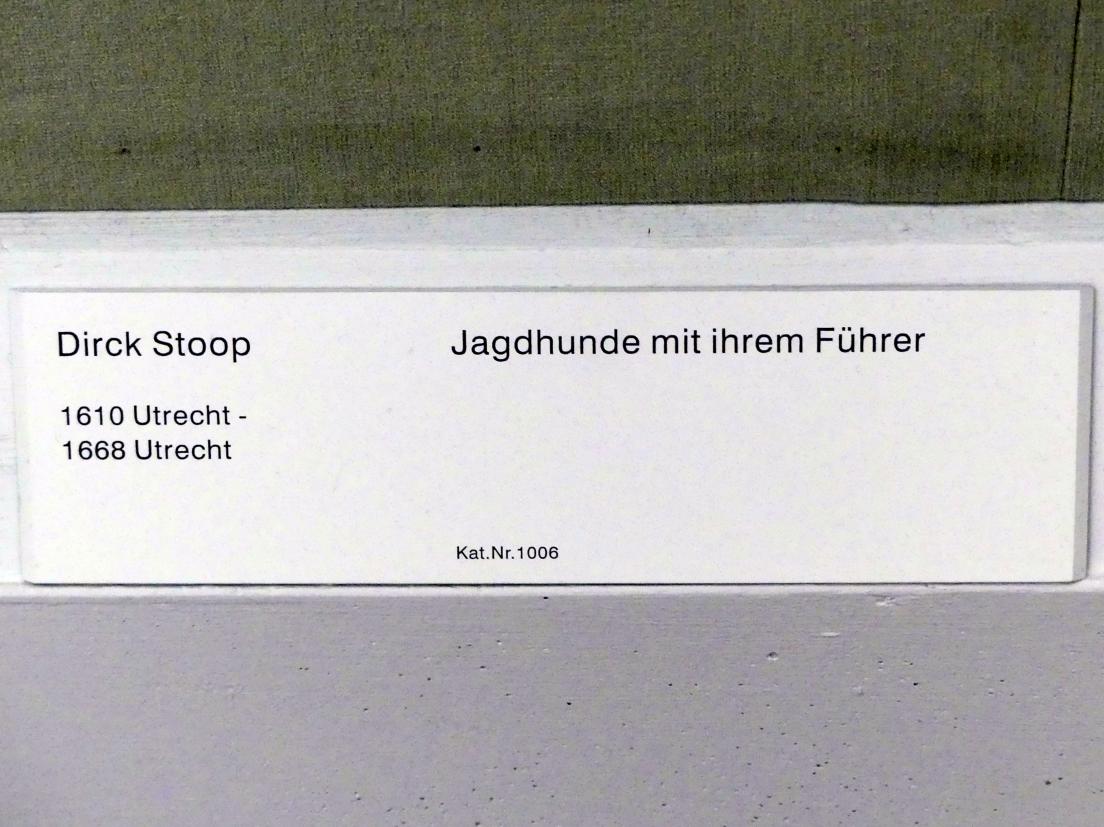 Dirck Stoop
Jagdhunde mit ihrem Führer
1610 Utrecht -
1668 Utrecht
Kat.Nr.1006